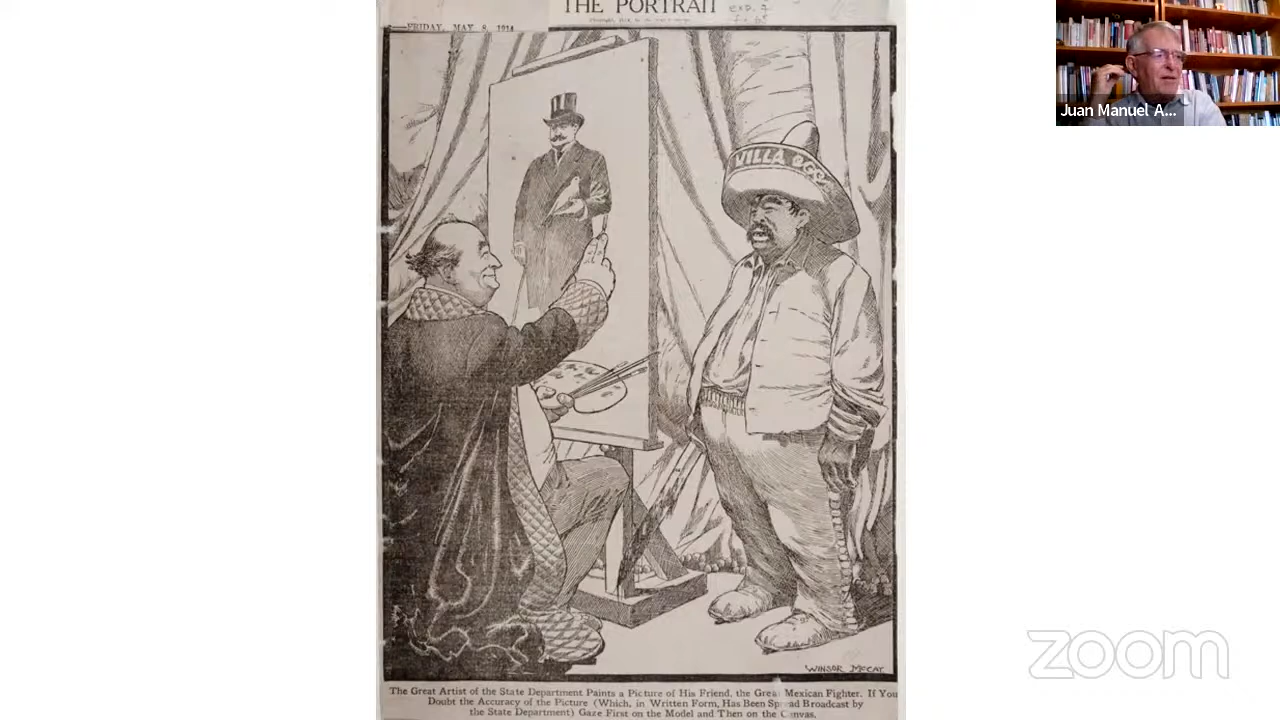 THE PORTRAIT
FRIDAY, MAY 8, 1914
VILLA
WINSOR MCCAY
The Great Artist of the State Department Paints a Picture of His Friend, the Great Mexican Fighter. If You
Doubt the Accuracy of the Picture (Which, in Written Form, Has Been Spread Broadcast by
the State Department) Gaze First on the Model and Then on the Canvas.
Juan Manuel A...
zoom